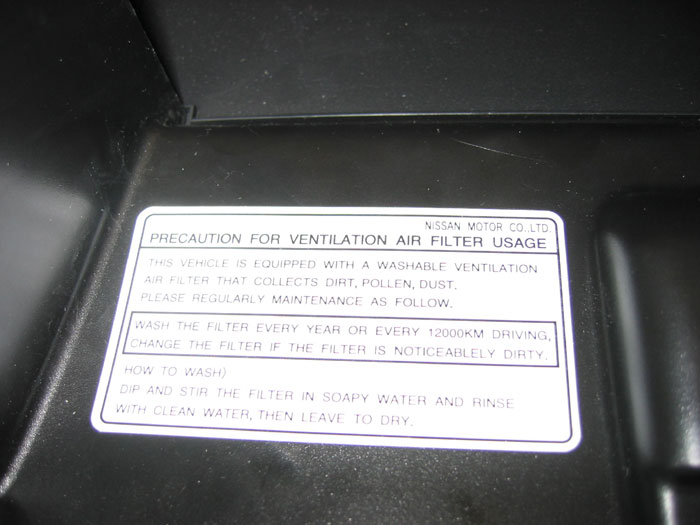 NISSAN MOTOR CO.,LTD.
PRECAUTION FOR VENTILATION AIR FILTER USAGE
THIS VEHICLE IS EQUIPPED WITH A WASHABLE VENTILATION
AIR FILTER THAT COLLECTS DIRT, POLLEN, DUST.
PLEASE REGULARLY MAINTENANCE AS FOLLOW.
WASH THE FILTER EVERY YEAR OR EVERY 12000KM DRIVING,
CHANGE THE FILTER IF THE FILTER IS NOTICEABLELY DIRTY.
HOW TO WASH)
DIP AND STIR THE FILTER IN SOAPY WATER AND RINSE
WITH CLEAN WATER, THEN LEAVE TO DRY.